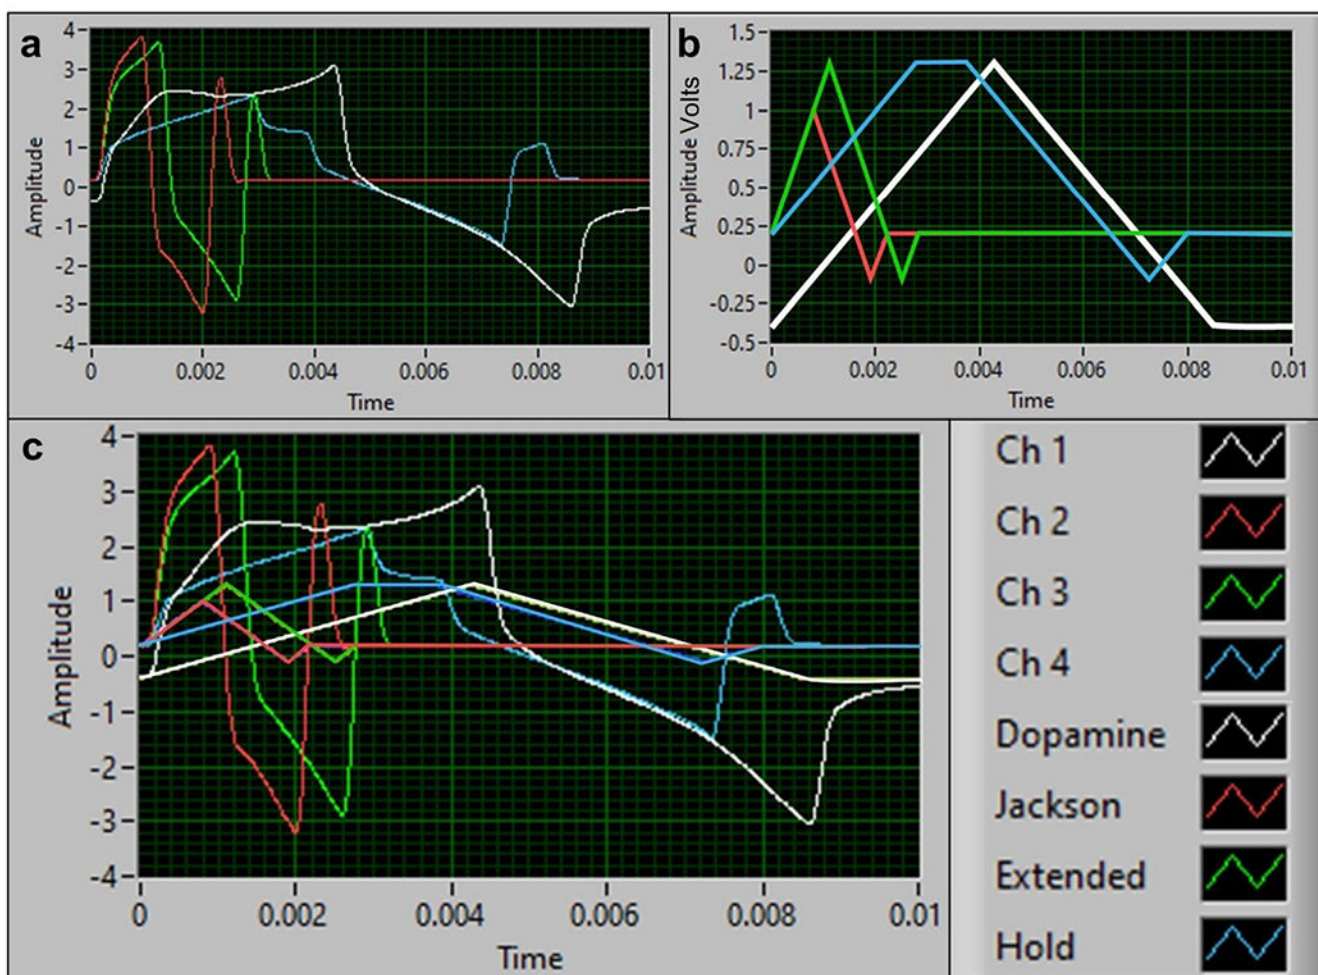 a
4
3
2
1
0
-1
-2
-3
-4
Amplitude
0 0.002 0.004 0.006 0.008 0.01
Time
b
1.5
1.25
1
0.75
0.5
0.25
0
-0.25
-0.5
Amplitude Volts
0 0.002 0.004 0.006 0.008 0.01
Time
c
4
3
2
1
0
-1
-2
-3
-4
Amplitude
0 0.002 0.004 0.006 0.008 0.01
Time
Ch 1
Ch 2
Ch 3
Ch 4
Dopamine
Jackson
Extended
Hold